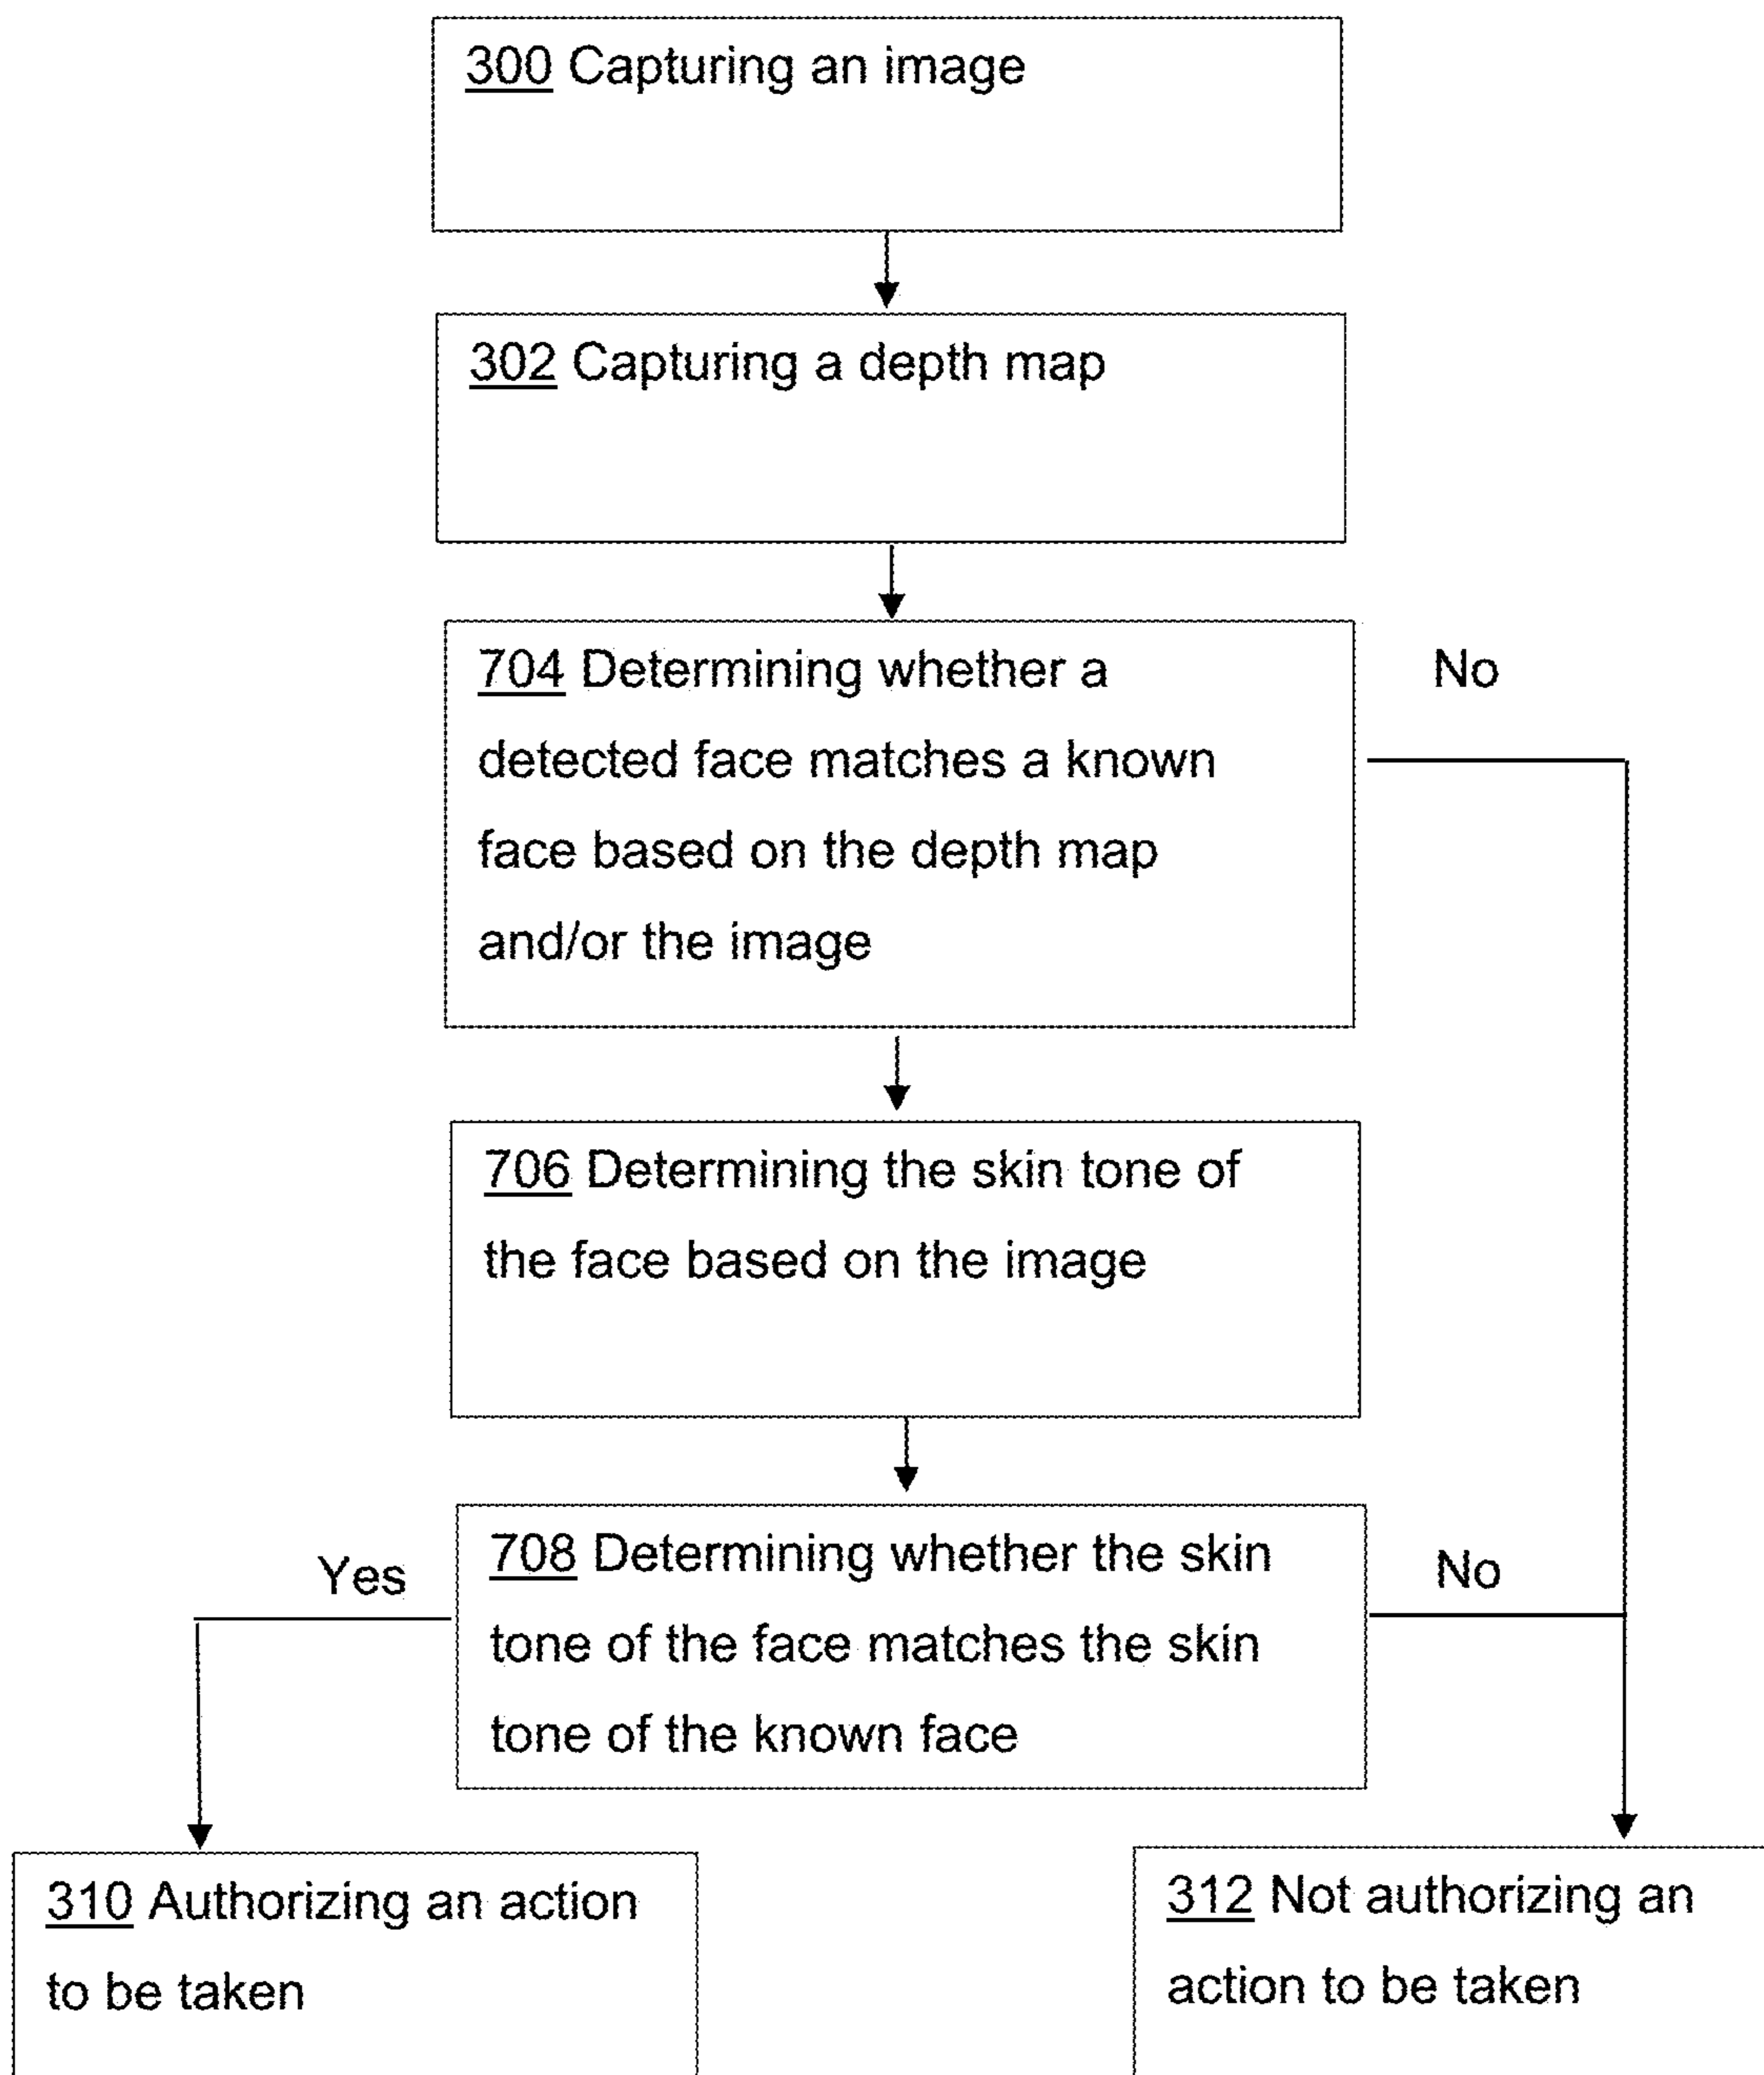 300 Capturing an image
302 Capturing a depth map
704 Determining whether a
detected face matches a known
face based on the depth map
and/or the image
No
706 Determining the skin tone of
the face based on the image
Yes
708 Determining whether the skin
tone of the face matches the skin
tone of the known face
No
310 Authorizing an action
to be taken
312 Not authorizing an
action to be taken